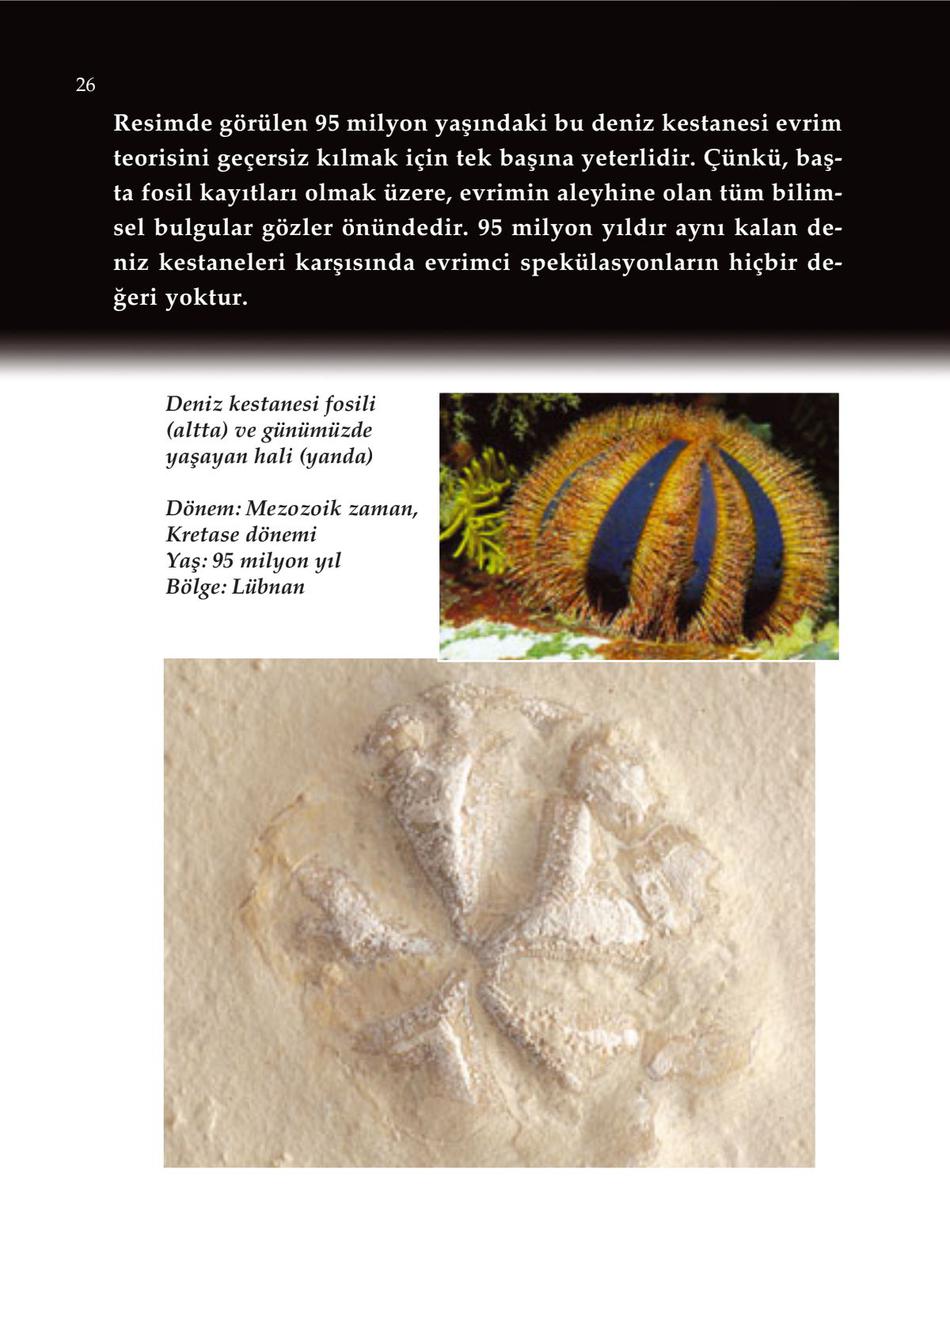 26
Resimde görülen 95 milyon yaşındaki bu deniz kestanesi evrim
teorisini geçersiz kılmak için tek başına yeterlidir. Çünkü, baş-
ta fosil kayıtları olmak üzere, evrimin aleyhine olan tüm bilim-
sel bulgular gözler önündedir. 95 milyon yıldır aynı kalan de-
niz kestaneleri karşısında evrimci spekülasyonların hiçbir de-
ğeri yoktur.
Deniz kestanesi fosili
(altta) ve günümüzde
yaşayan hali (yanda)
Dönem: Mezozoik zaman,
Kretase dönemi
Yaş: 95 milyon yıl
Bölge: Lübnan